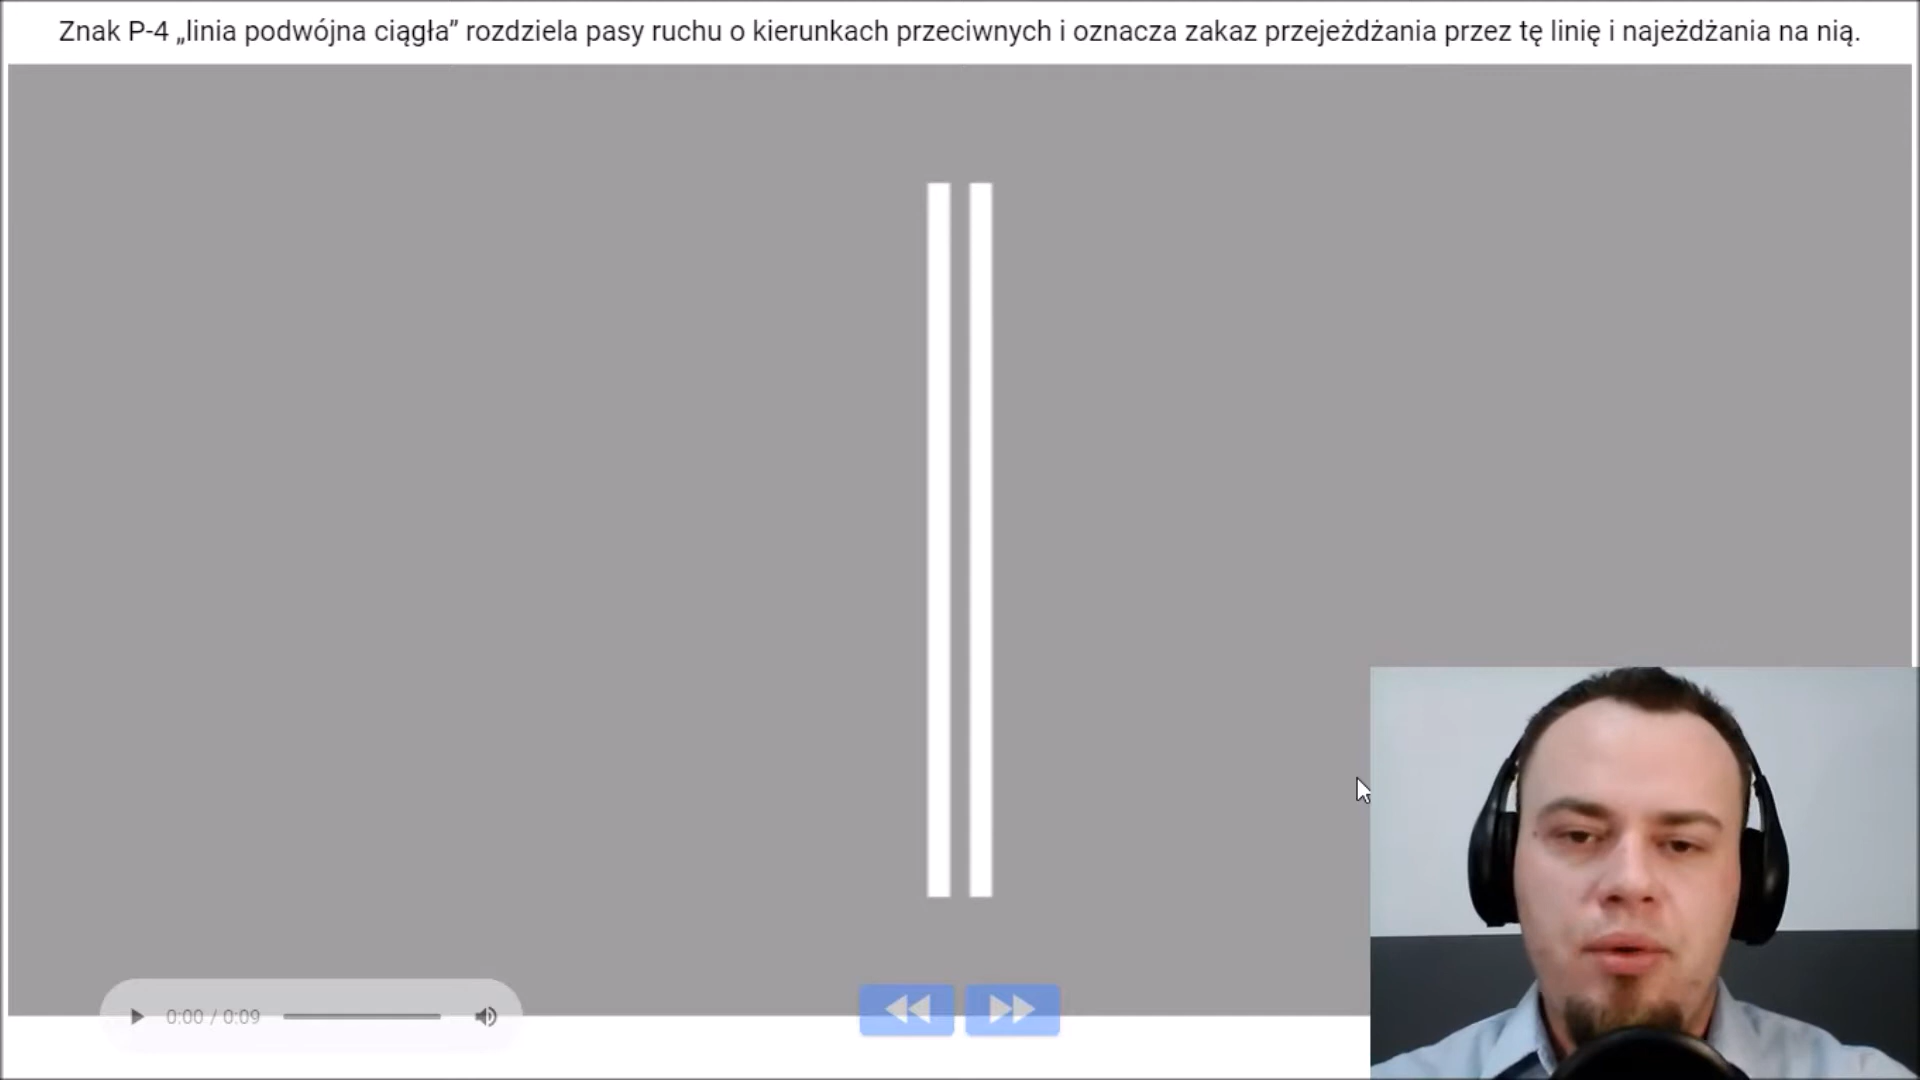 Znak P-4 „linia podwójna ciągła” rozdziela pasy ruchu o kierunkach przeciwnych i oznacza zakaz przejeżdżania przez tę linię i najeżdżania na nią.
0:00 / 0:09